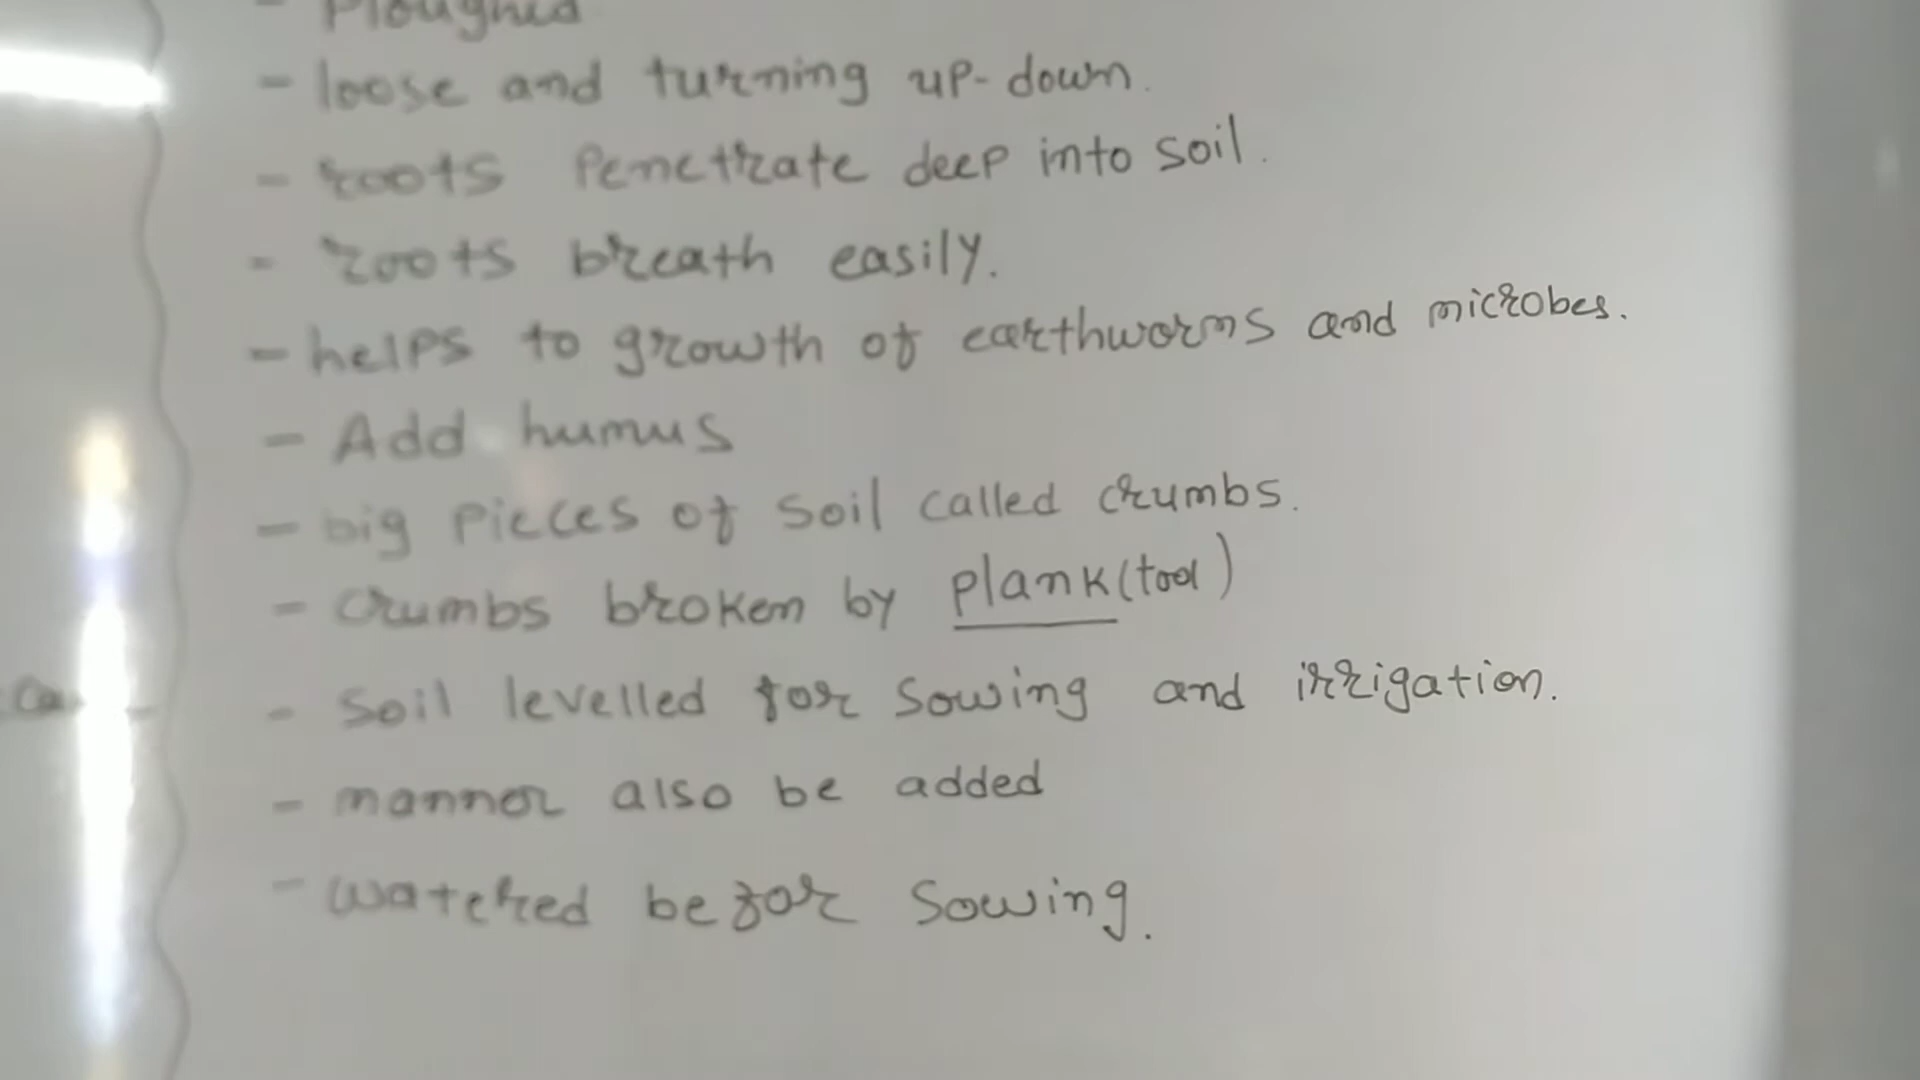 - Ploughed
- loose and turning up-down.
- roots Penetrate deep into soil.
- roots breath easily.
- helps to growth of earthworms and microbes.
- Add humus
- big pieces of soil called crumbs.
- crumbs broken by plank (tool)
- soil levelled for sowing and irrigation.
- manner also be added
- watered befor sowing.